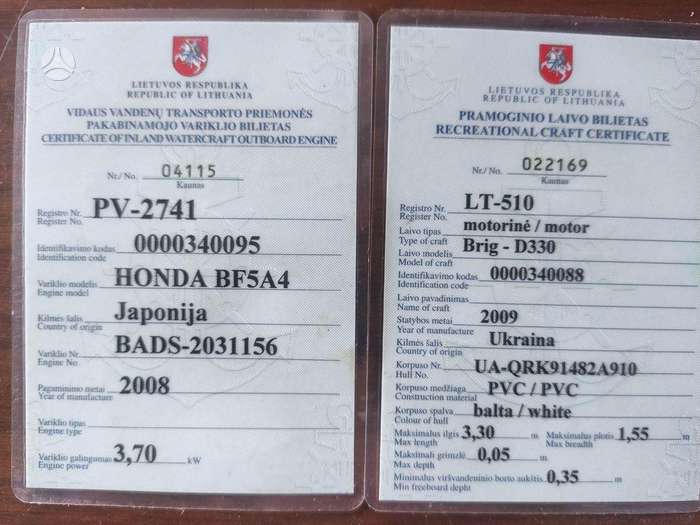 LIETUVOS RESPUBLIKA
REPUBLIC OF LITHUANIA
VIDAUS VANDENŲ TRANSPORTO PRIEMONĖS
PAKABINAMOJO VARIKLIO BILIETAS
CERTIFICATE OF INLAND WATERCRAFT OUTBOARD ENGINE
Nr./ No. 04115
Kaunas
Registro Nr. PV-2741
Register No.
Identifikavimo kodas 0000340095
Identification code
Variklio modelis HONDA BF5A4
Engine model
Kilmės šalis Japonija
Country of origin
Variklio Nr. BADS-2031156
Engine No
Pagaminimo metai 2008
Year of manufacture
Variklio tipas
Engine type
Variklio galingumas 3,70 kW
Engine power
LIETUVOS RESPUBLIKA
REPUBLIC OF LITHUANIA
PRAMOGINIO LAIVO BILIETAS
RECREATIONAL CRAFT CERTIFICATE
Nr./ No. 022169
Kaunas
Registro Nr. LT-510
Register No.
Laivo tipas motorinė / motor
Type of craft
Laivo modelis Brig - D330
Model of craft
Identifikavimo kodas 0000340088
Identification code
Laivo pavadinimas
Name of craft
Statybos metai 2009
Year of manufacture
Kilmės šalis Ukraina
Country of origin
Korpuso Nr. UA-QRK91482A910
Hull No.
Korpuso medžiaga PVC / PVC
Construction material
Korpuso spalva balta / white
Colour of hull
Maksimalus ilgis 3,30 m Maksimalus plotis 1,55 m
Max length Max breadth
Maksimali grimzlė 0,05 m
Max depth
Minimalus viršvandeninio borto aukštis 0,35 m
Min freeboard depht